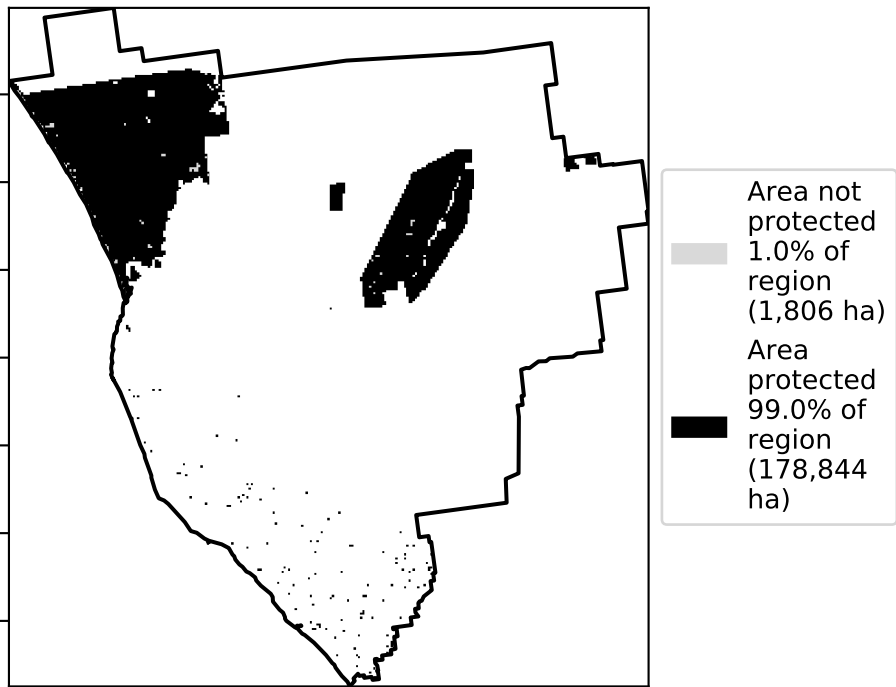 Area not
protected
1.0% of
region
(1,806 ha)
Area
protected
99.0% of
region
(178,844
ha)